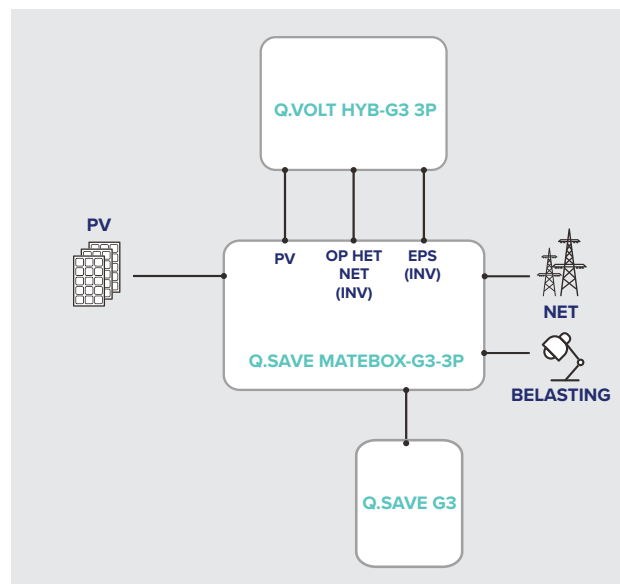 Q.VOLT HYB-G3 3P
PV
PV
OP HET
NET
(INV)
EPS
(INV)
NET
Q.SAVE MATEBOX-G3-3P
BELASTING
Q.SAVE G3